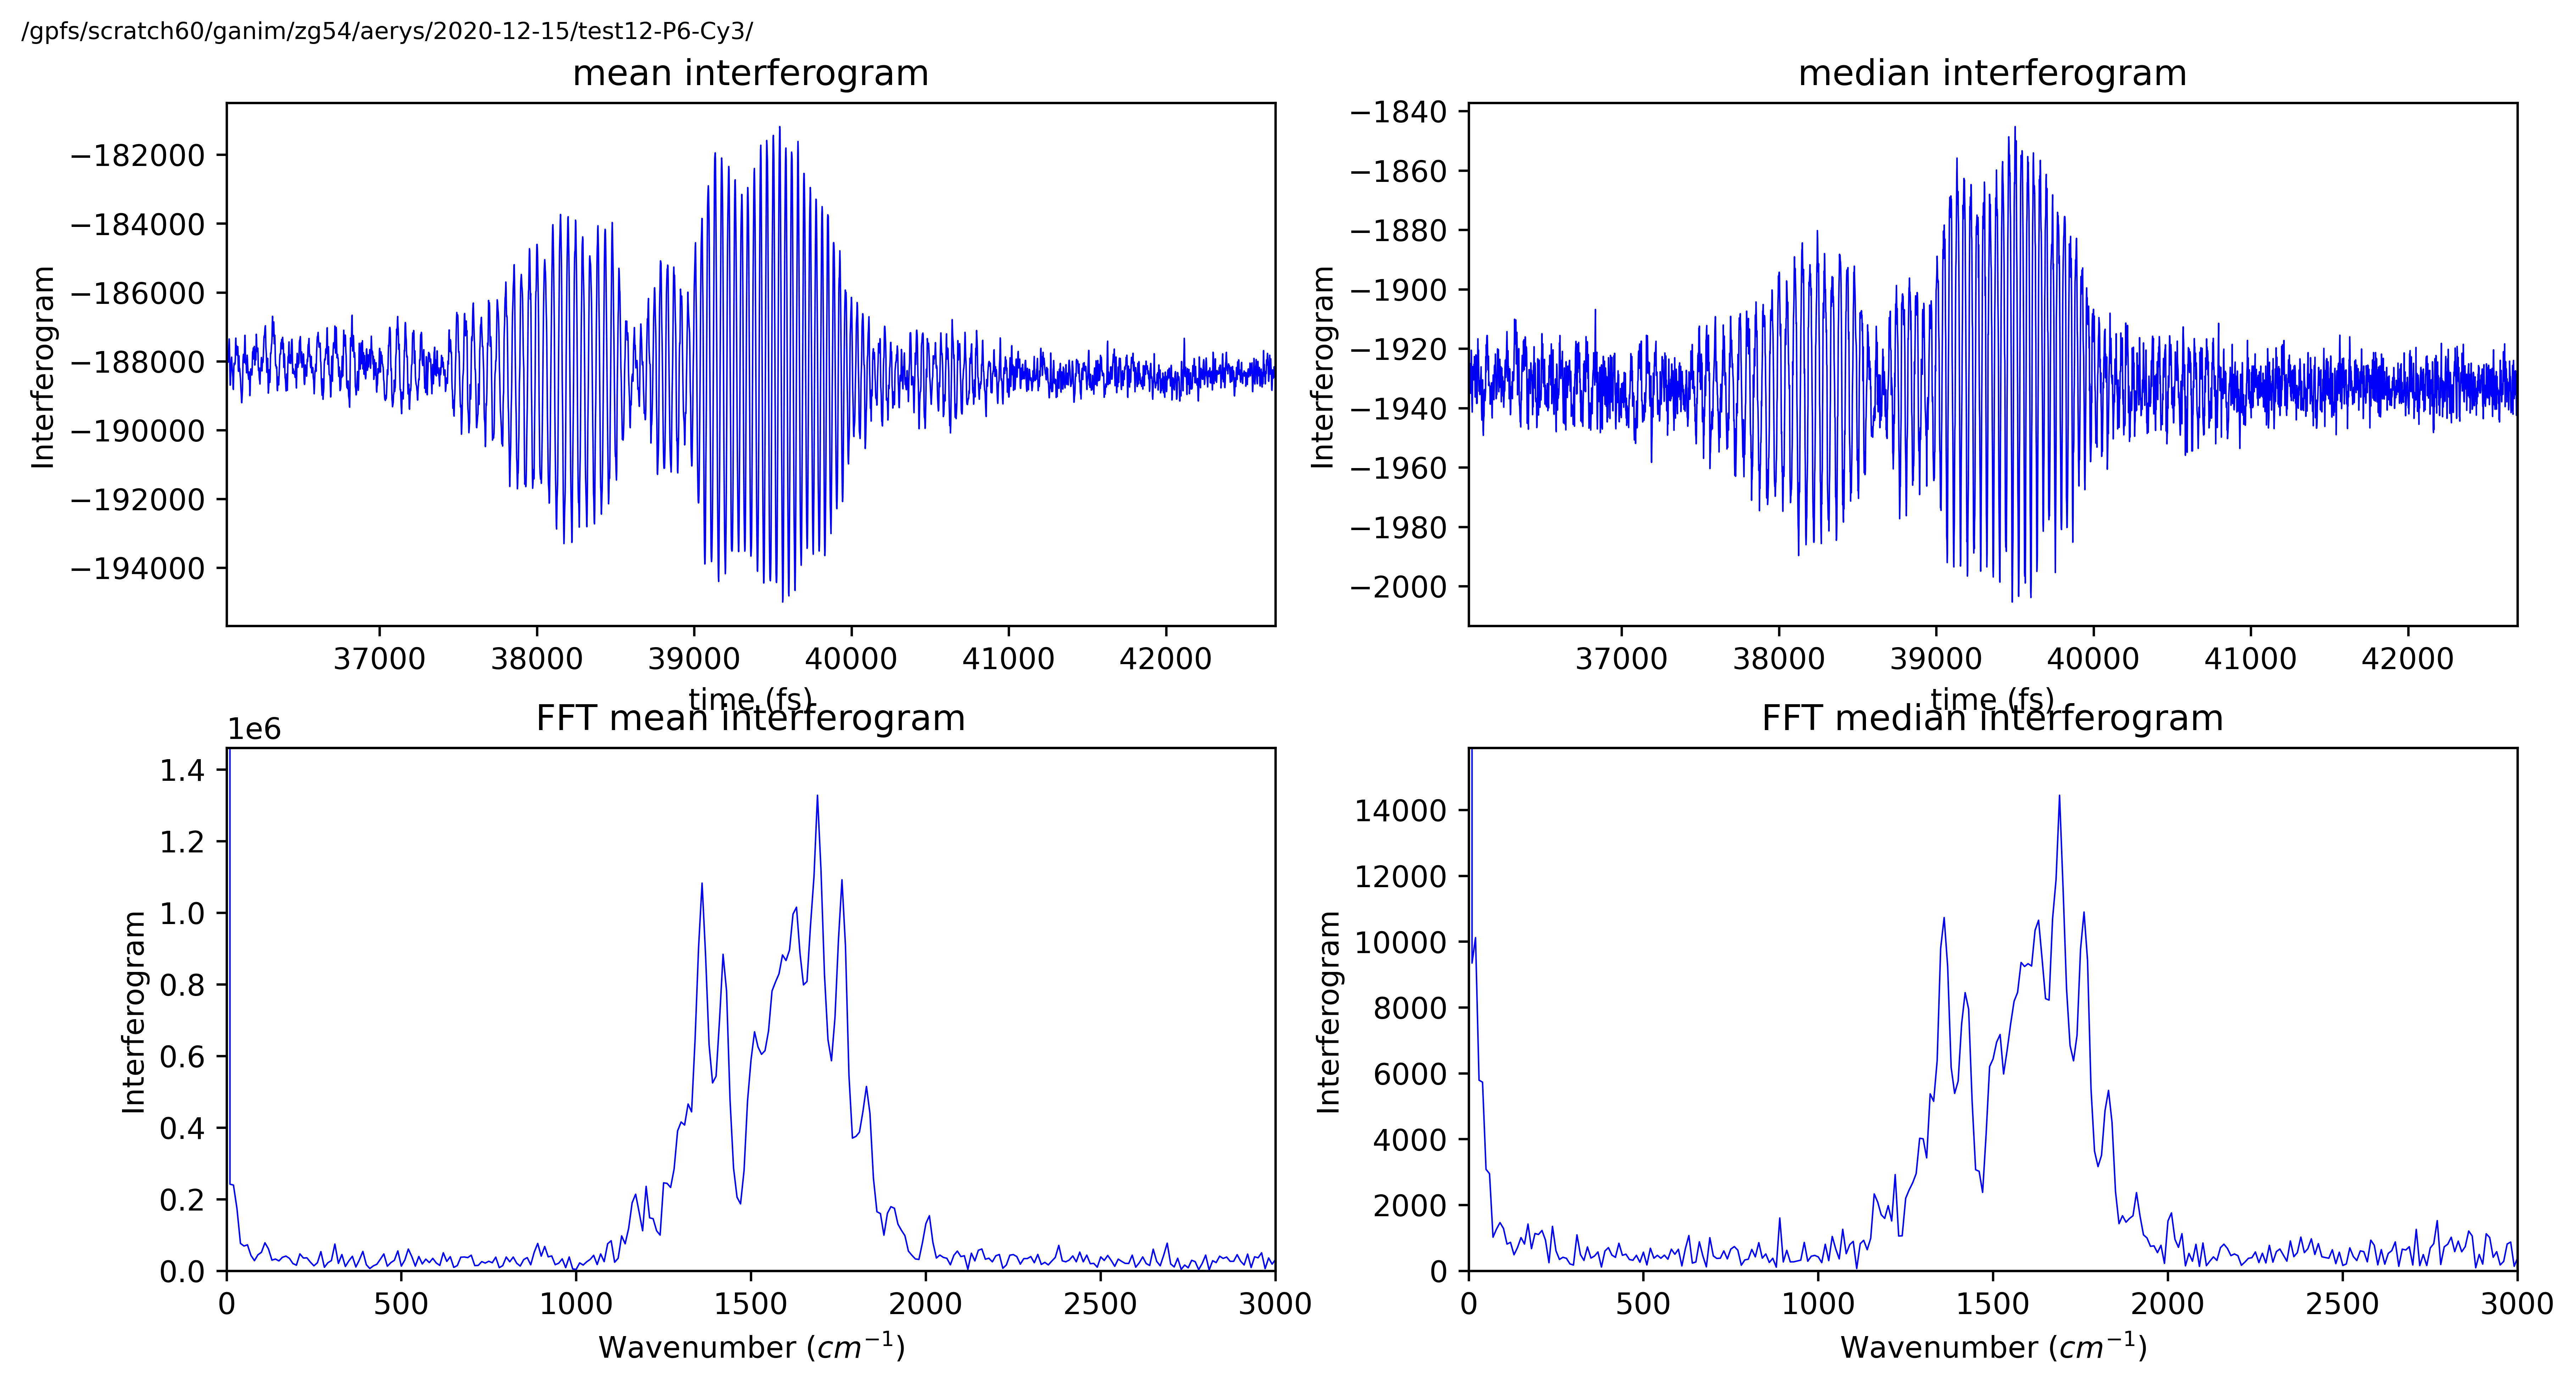 /gpfs/scratch60/ganim/zg54/aerys/2020-12-15/test12-P6-Cy3/
mean interferogram
Interferogram
−182000
−184000
−186000
−188000
−190000
−192000
−194000
37000 38000 39000 40000 41000 42000
time (fs)
median interferogram
Interferogram
−1840
−1860
−1880
−1900
−1920
−1940
−1960
−1980
−2000
37000 38000 39000 40000 41000 42000
time (fs)
FFT mean interferogram
1e6
Interferogram
1.4
1.2
1.0
0.8
0.6
0.4
0.2
0.0
0 500 1000 1500 2000 2500 3000
Wavenumber (cm⁻¹)
FFT median interferogram
Interferogram
14000
12000
10000
8000
6000
4000
2000
0
0 500 1000 1500 2000 2500 3000
Wavenumber (cm⁻¹)